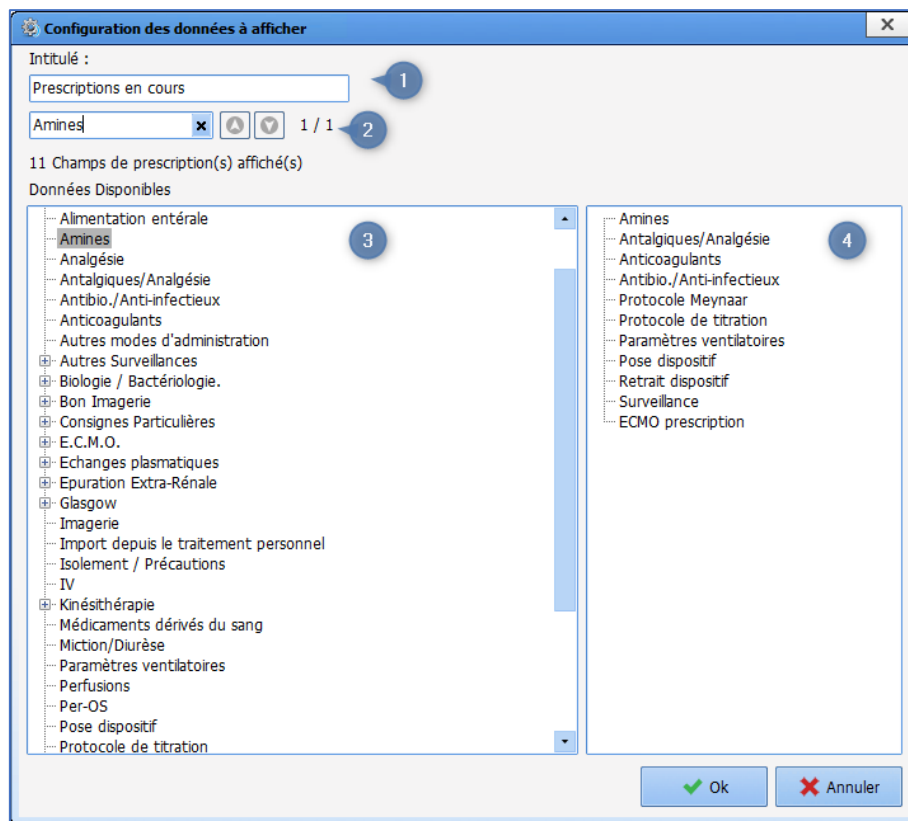 Configuration des données à afficher
Intitulé :
Prescriptions en cours
1
Amines
1 / 1
2
11 Champs de prescription(s) affiché(s)
Données Disponibles
Alimentation entérale
Amines
3
Analgésie
Antalgiques/Analgésie
Antibio./Anti-infectieux
Anticoagulants
Autres modes d'administration
Autres Surveillances
Biologie / Bactériologie.
Bon Imagerie
Consignes Particulières
E.C.M.O.
Echanges plasmatiques
Epuration Extra-Rénale
Glasgow
Imagerie
Import depuis le traitement personnel
Isolement / Précautions
IV
Kinésithérapie
Médicaments dérivés du sang
Miction/Diurèse
Paramètres ventilatoires
Perfusions
Per-OS
Pose dispositif
Protocole de titration
Amines
Antalgiques/Analgésie
4
Anticoagulants
Antibio./Anti-infectieux
Protocole Meynaar
Protocole de titration
Paramètres ventilatoires
Pose dispositif
Retrait dispositif
Surveillance
ECMO prescription
Ok
Annuler